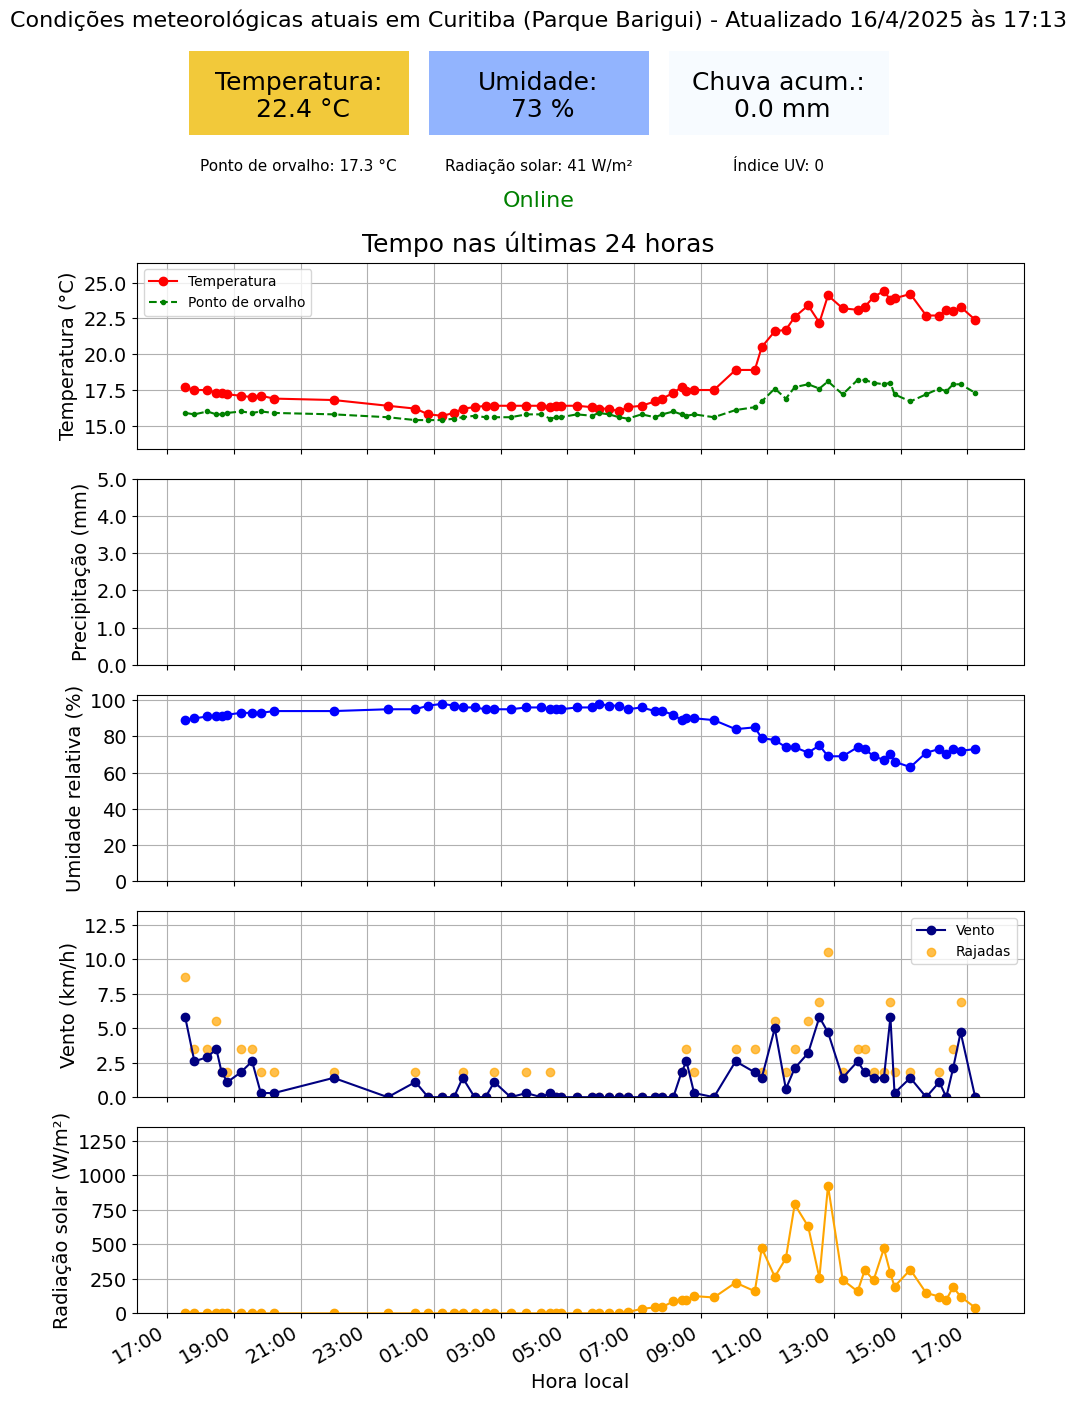 Condições meteorológicas atuais em Curitiba (Parque Barigui) - Atualizado 16/4/2025 às 17:13
Temperatura:
22.4 °C
Umidade:
73 %
Chuva acum.:
0.0 mm
Ponto de orvalho: 17.3 °C
Radiação solar: 41 W/m²
Índice UV: 0
Online
Tempo nas últimas 24 horas
Temperatura (°C)
25.0
22.5
20.0
17.5
15.0
Temperatura
Ponto de orvalho
Precipitação (mm)
5.0
4.0
3.0
2.0
1.0
0.0
Umidade relativa (%)
100
80
60
40
20
0
Vento (km/h)
12.5
10.0
7.5
5.0
2.5
0.0
Vento
Rajadas
Radiação solar (W/m²)
1250
1000
750
500
250
0
17:00
19:00
21:00
23:00
01:00
03:00
05:00
07:00
09:00
11:00
13:00
15:00
17:00
Hora local